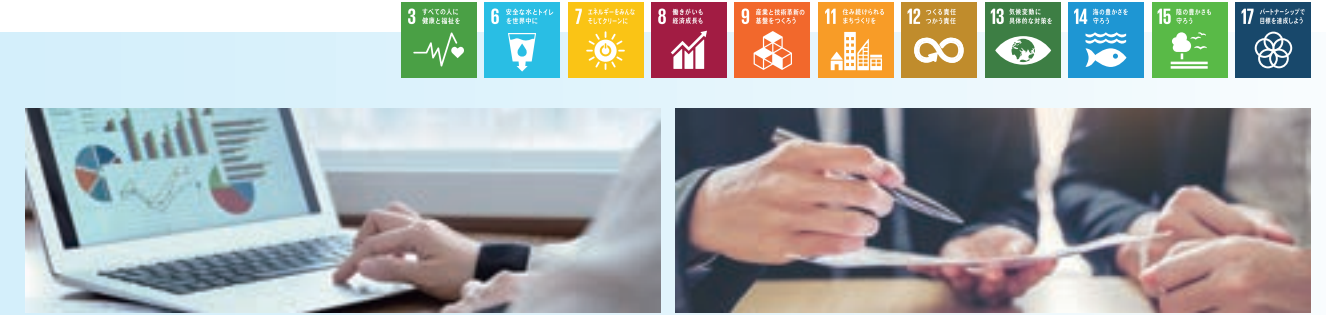 3 すべての人に
健康と福祉を
6 安全な水とトイレ
を世界中に
7 エネルギーをみんなに
そしてクリーンに
8 働きがいも
経済成長も
9 産業と技術革新の
基盤をつくろう
11 住み続けられる
まちづくりを
12 つくる責任
つかう責任
13 気候変動に
具体的な対策を
14 海の豊かさを
守ろう
15 陸の豊かさも
守ろう
17 パートナーシップで
目標を達成しよう